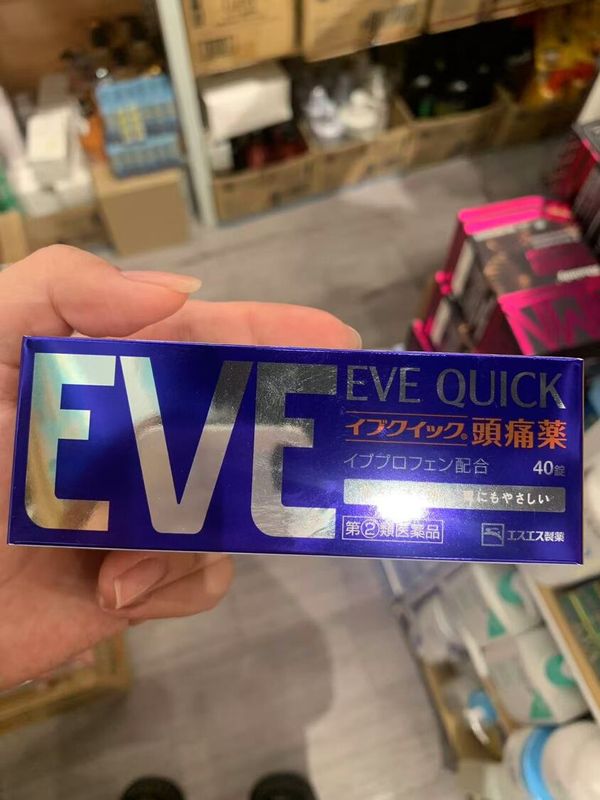 EVE
EVE QUICK
イブクイック® 頭痛薬
イブプロフェン配合 40錠
にもやさしい
指②類医薬品
エスエス製薬